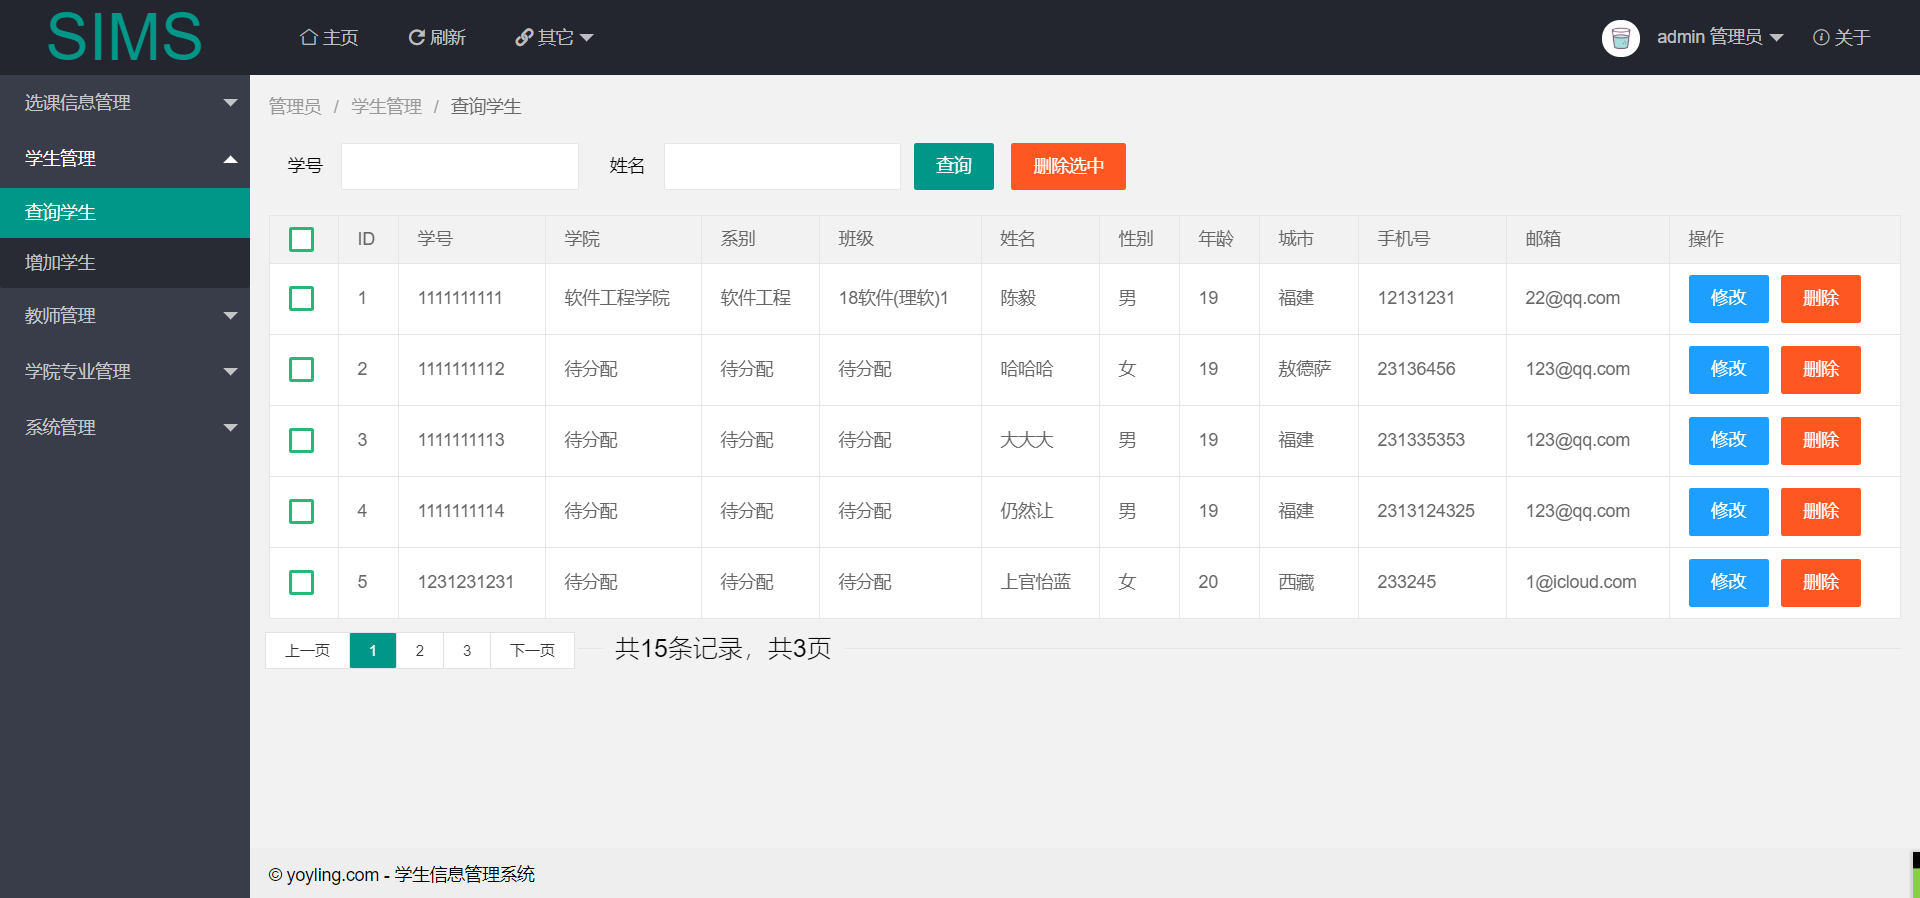 SIMS 主页 刷新 其它 admin 管理员 关于
选课信息管理
学生管理
查询学生
增加学生
教师管理
学院专业管理
系统管理
管理员 / 学生管理 / 查询学生
学号 姓名 查询 删除选中
ID 学号 学院 系别 班级 姓名 性别 年龄 城市 手机号 邮箱 操作
1 1111111111 软件工程学院 软件工程 18软件(理软)1 陈毅 男 19 福建 12131231 22@qq.com 修改 删除
2 1111111112 待分配 待分配 待分配 哈哈哈 女 19 敖德萨 23136456 123@qq.com 修改 删除
3 1111111113 待分配 待分配 待分配 大大大 男 19 福建 231335353 123@qq.com 修改 删除
4 1111111114 待分配 待分配 待分配 仍然让 男 19 福建 2313124325 123@qq.com 修改 删除
5 1231231231 待分配 待分配 待分配 上官怡蓝 女 20 西藏 233245 1@icloud.com 修改 删除
上一页 1 2 3 下一页 共15条记录，共3页
© yoyling.com - 学生信息管理系统